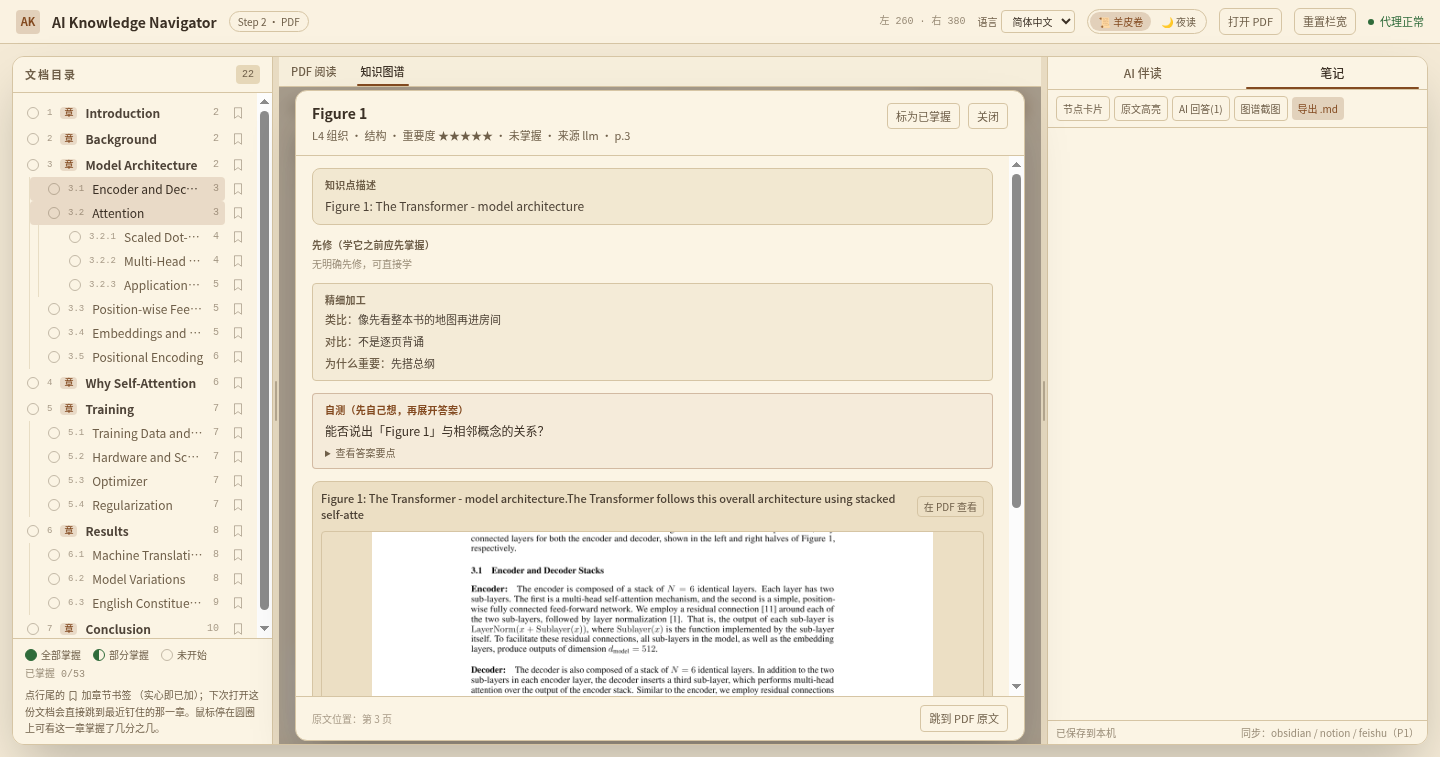 AK AI Knowledge Navigator Step 2 · PDF 左 260 · 右 380 语言 简体中文 📜 羊皮卷 🌙 夜读 打开 PDF 重置栏宽 代理正常
文档目录 22
1 章 Introduction 2
2 章 Background 2
3 章 Model Architecture 2
3.1 Encoder and Dec··· 3
3.2 Attention 3
3.2.1 Scaled Dot-··· 4
3.2.2 Multi-Head ··· 4
3.2.3 Application··· 5
3.3 Position-wise Fee··· 5
3.4 Embeddings and ··· 5
3.5 Positional Encoding 6
4 章 Why Self-Attention 6
5 章 Training 7
5.1 Training Data and··· 7
5.2 Hardware and Sc··· 7
5.3 Optimizer 7
5.4 Regularization 7
6 章 Results 8
6.1 Machine Translati··· 8
6.2 Model Variations 8
6.3 English Constitue··· 9
7 章 Conclusion 10
全部掌握 部分掌握 未开始
已掌握 0/53
点行尾的 口 加章节书签 （实心即已加）；下次打开这
份文档会直接跳到最近钉住的那一章。鼠标停在圆圈
上可看这一章掌握了几分之几。
PDF 阅读 知识图谱
Figure 1
L4 组织 · 结构 · 重要度 ★★★★★ · 未掌握 · 来源 llm · p.3
标为已掌握 关闭
知识点描述
Figure 1: The Transformer - model architecture
先修（学它之前应先掌握）
无明确先修，可直接学
精细加工
类比：像先看整本书的地图再进房间
对比：不是逐页背诵
为什么重要：先搭总纲
自测（先自己想，再展开答案）
能否说出「Figure 1」与相邻概念的关系？
▶ 查看答案要点
Figure 1: The Transformer - model architecture.The Transformer follows this overall architecture using stacked
self-atte
在 PDF 查看
connected layers for both the encoder and decoder, shown in the left and right halves of Figure 1,
respectively.
3.1 Encoder and Decoder Stacks
Encoder: The encoder is composed of a stack of N = 6 identical layers. Each layer has two
sub-layers. The first is a multi-head self-attention mechanism, and the second is a simple, position-
wise fully connected feed-forward network. We employ a residual connection [11] around each of
the two sub-layers, followed by layer normalization [1]. That is, the output of each sub-layer is
LayerNorm(x + Sublayer(x)), where Sublayer(x) is the function implemented by the sub-layer
itself. To facilitate these residual connections, all sub-layers in the model, as well as the embedding
layers, produce outputs of dimension d_model = 512.
Decoder: The decoder is also composed of a stack of N = 6 identical layers. In addition to the two
sub-layers in each encoder layer, the decoder inserts a third sub-layer, which performs multi-head
attention over the output of the encoder stack. Similar to the encoder, we employ residual connections
原文位置：第 3 页 跳到 PDF 原文
AI 伴读 笔记
节点卡片 原文高亮 AI 回答(1) 图谱截图 导出 .md
已保存到本机 同步：obsidian / notion / feishu（P1）